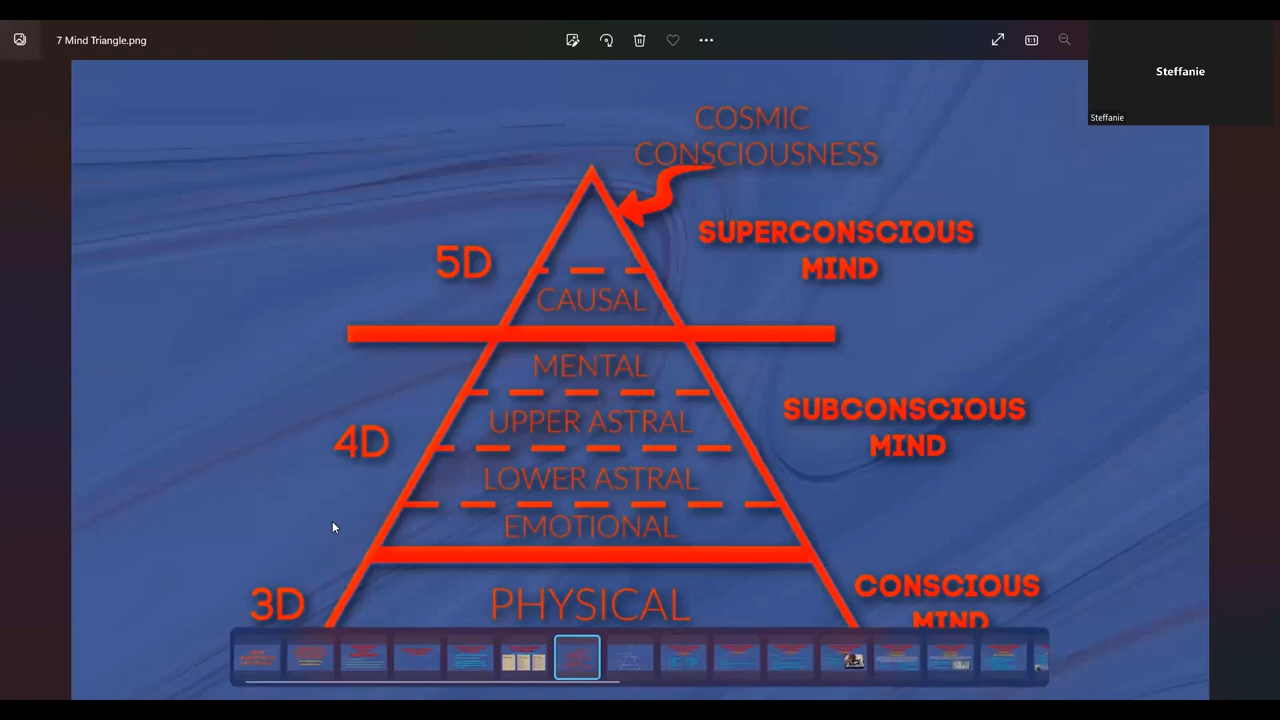 7 Mind Triangle.png
Steffanie
Steffanie
COSMIC
CONSCIOUSNESS
SUPERCONSCIOUS
MIND
5D
CAUSAL
MENTAL
UPPER ASTRAL
SUBCONSCIOUS
MIND
4D
LOWER ASTRAL
EMOTIONAL
3D
PHYSICAL
CONSCIOUS
MIND